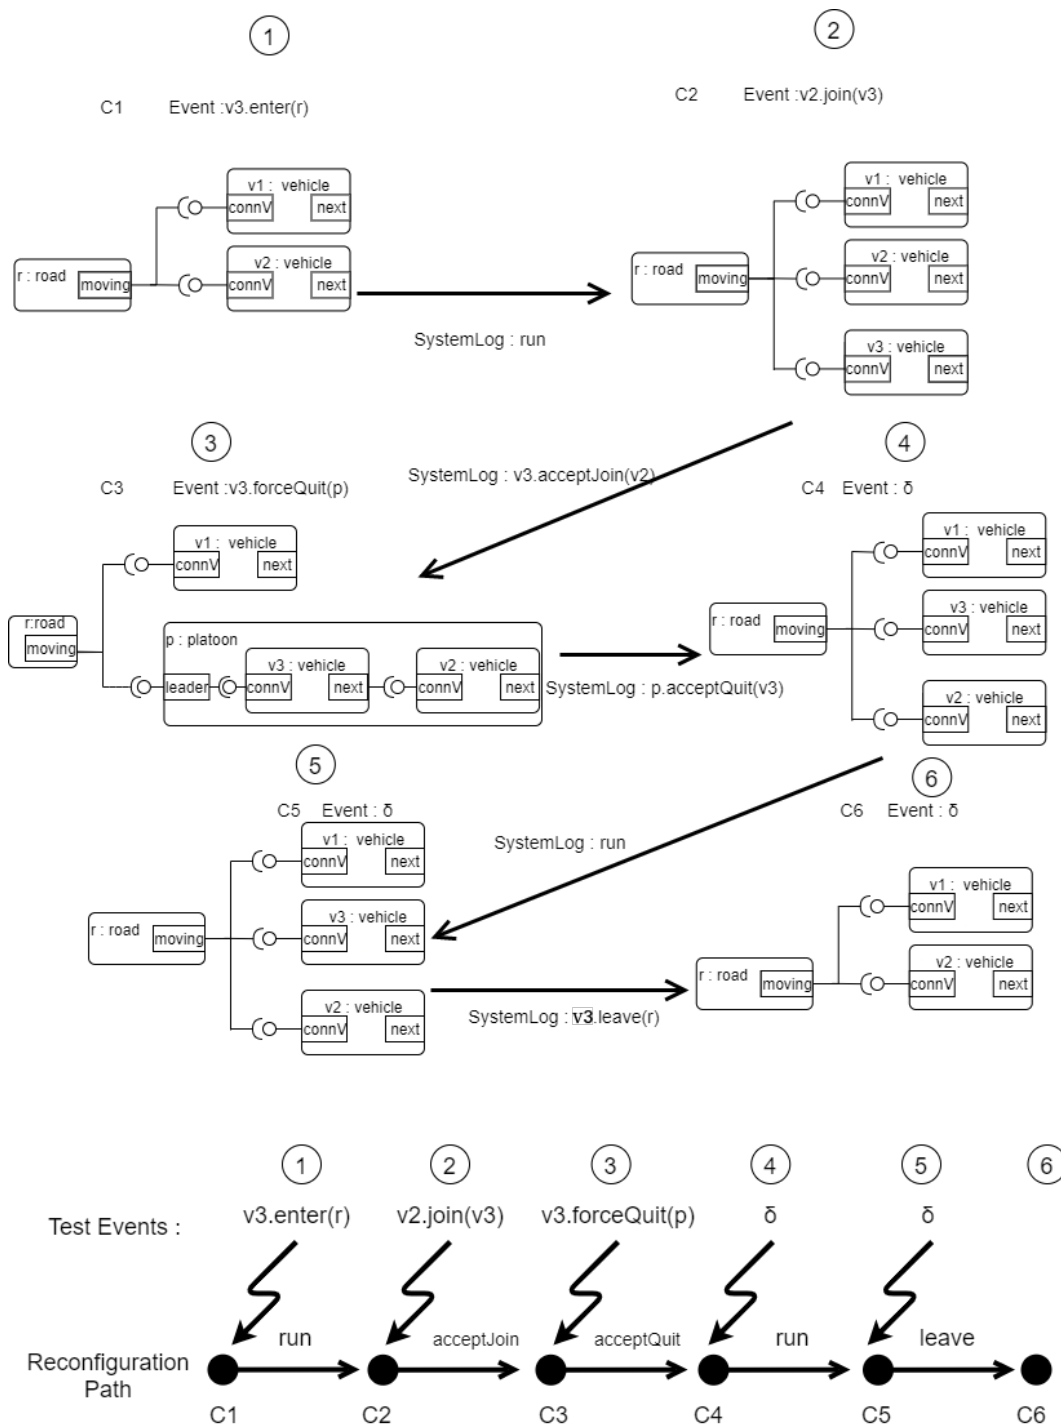 1
2
C1 Event :v3.enter(r)
C2 Event :v2.join(v3)
v1 : vehicle
connV next
v2 : vehicle
connV next
r : road
moving
SystemLog : run
v1 : vehicle
connV next
v2 : vehicle
connV next
r : road
moving
v3 : vehicle
connV next
3
4
SystemLog : v3.acceptJoin(v2)
C3 Event :v3.forceQuit(p)
C4 Event : δ
v1 : vehicle
connV next
r:road
moving
p : platoon
leader
v3 : vehicle
connV next
v2 : vehicle
connV next
SystemLog : p.acceptQuit(v3)
v1 : vehicle
connV next
r : road
moving
v3 : vehicle
connV next
v2 : vehicle
connV next
5
6
C5 Event : δ
C6 Event : δ
SystemLog : run
v1 : vehicle
connV next
r : road
moving
v3 : vehicle
connV next
v2 : vehicle
connV next
SystemLog : v3.leave(r)
v1 : vehicle
connV next
r : road
moving
v2 : vehicle
connV next
1 2 3 4 5 6
Test Events : v3.enter(r) v2.join(v3) v3.forceQuit(p) δ δ
run acceptJoin acceptQuit run leave
Reconfiguration
Path
C1 C2 C3 C4 C5 C6